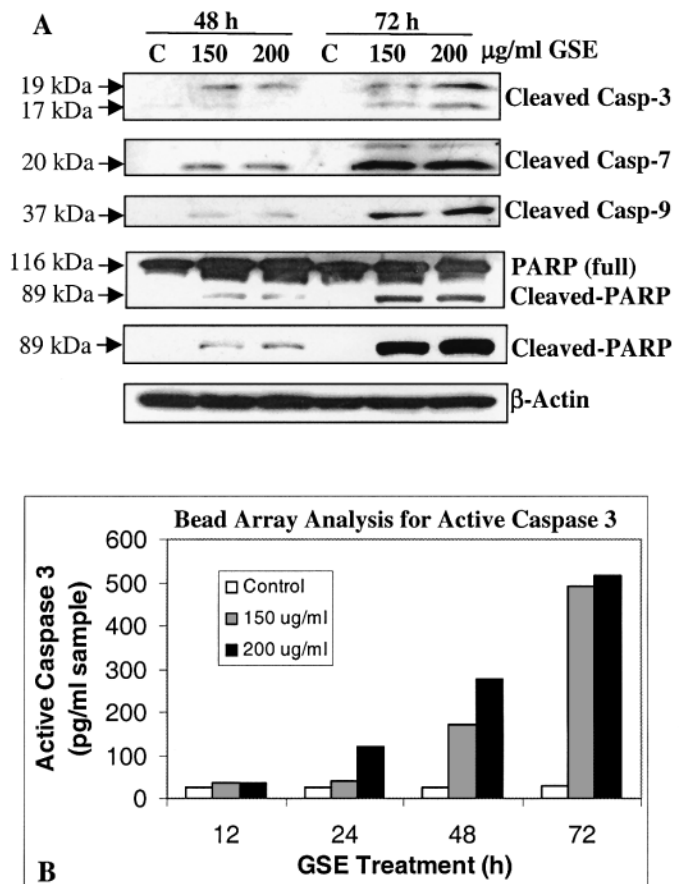 A
48 h 72 h
C 150 200 C 150 200 μg/ml GSE
19 kDa
17 kDa
Cleaved Casp-3
20 kDa
Cleaved Casp-7
37 kDa
Cleaved Casp-9
116 kDa
PARP (full)
89 kDa
Cleaved-PARP
89 kDa
Cleaved-PARP
β-Actin
Bead Array Analysis for Active Caspase 3
Active Caspase 3
(pg/ml sample)
600
500
400
300
200
100
0
Control
150 ug/ml
200 ug/ml
12 24 48 72
GSE Treatment (h)
B